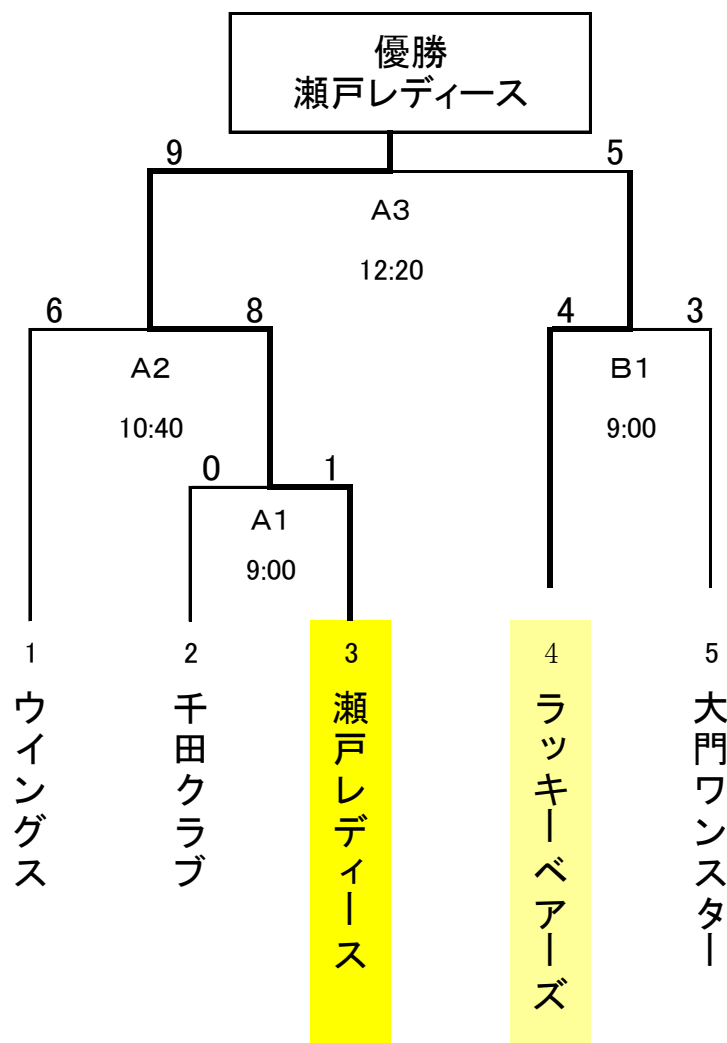 優勝
瀬戸レディース
9 5
A3
12:20
6 8 4 3
A2 B1
10:40 9:00
0 1
A1
9:00
1 2 3 4 5
ウイングス
千田クラブ
瀬戸レディース
ラッキーベアーズ
大門ワンスター